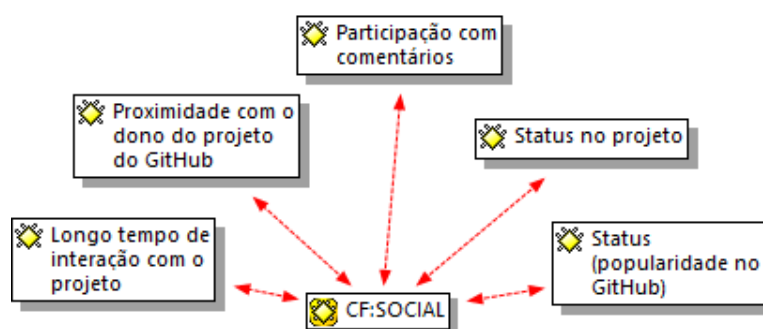 Participação com
comentários
Proximidade com o
dono do projeto
do GitHub
Status no projeto
Longo tempo de
interação com o
projeto
Status
(popularidade no
GitHub)
CF:SOCIAL